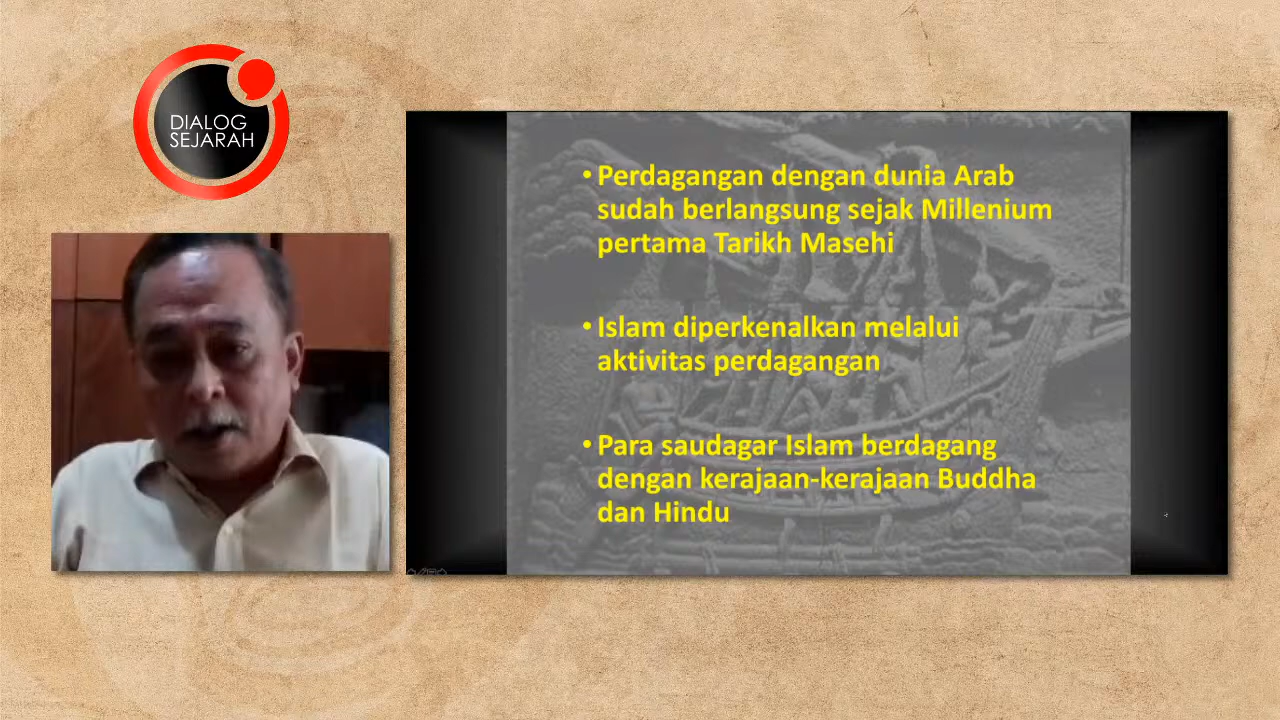 DIALOG
SEJARAH
• Perdagangan dengan dunia Arab
sudah berlangsung sejak Millenium
pertama Tarikh Masehi
• Islam diperkenalkan melalui
aktivitas perdagangan
• Para saudagar Islam berdagang
dengan kerajaan-kerajaan Buddha
dan Hindu